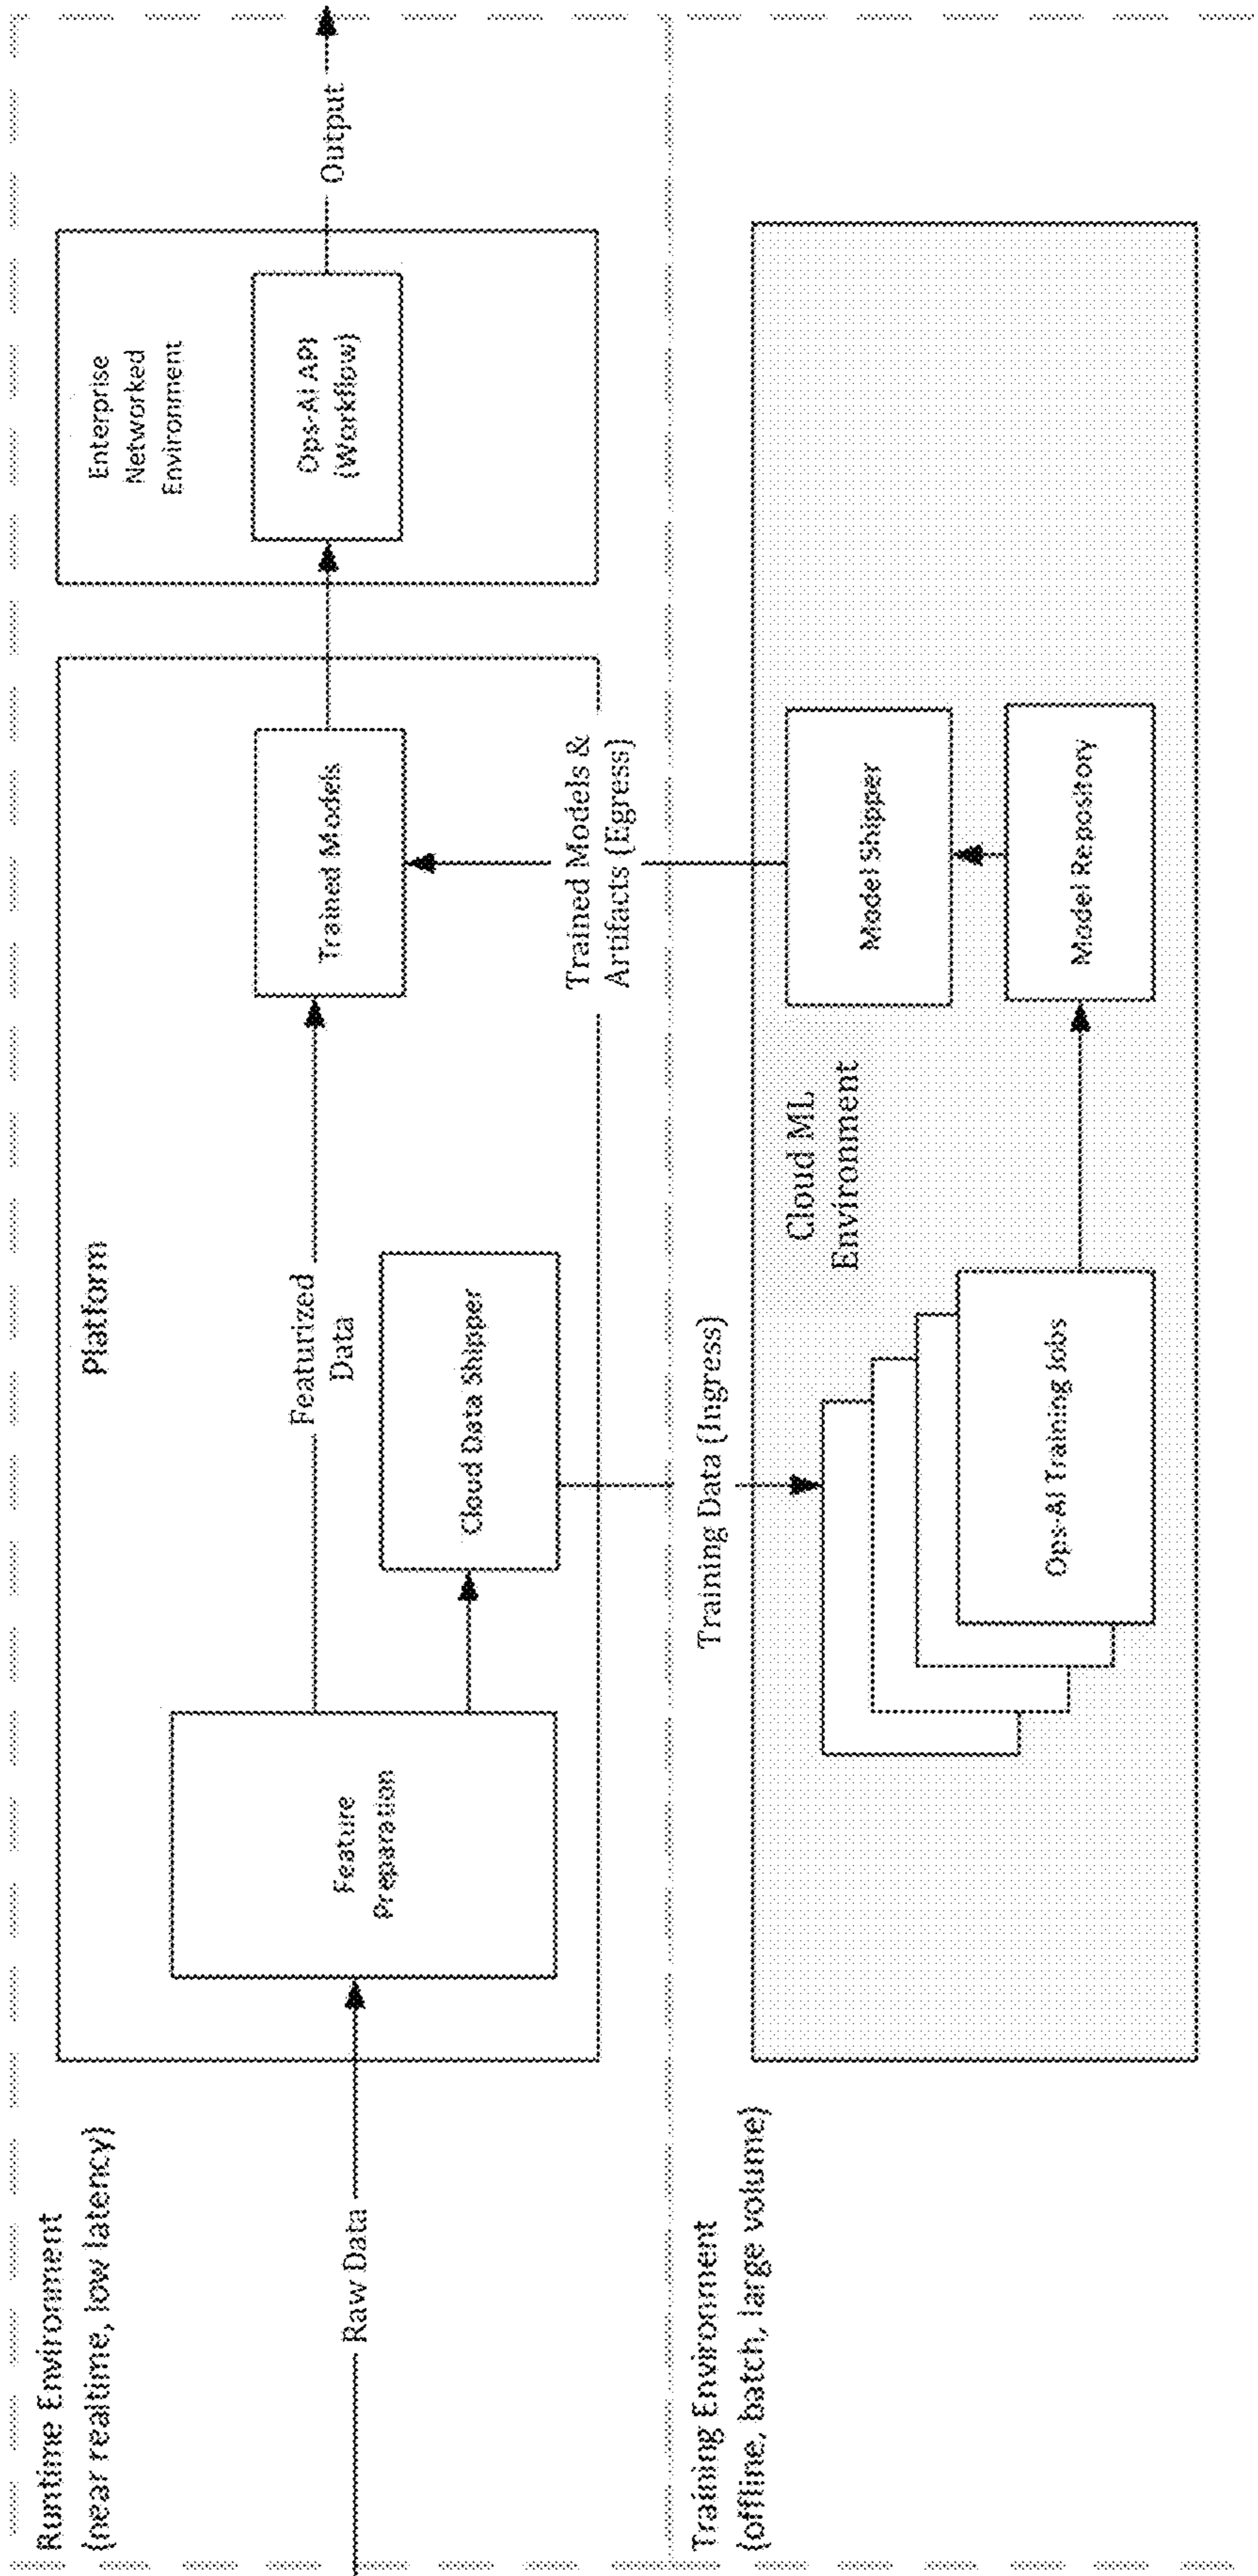 Runtime Environment
(near realtime, low latency)
Raw Data
Platform
Feature
Preparation
Featurized
Data
Cloud Data Shipper
Trained Models
Enterprise
Networked
Environment
Ops-AI API
(Workflow)
Output
Trained Models &
Artifacts (Egress)
Training Data (Ingress)
Training Environment
(offline, batch, large volume)
Cloud ML
Environment
Ops-AI Training Jobs
Model Shipper
Model Repository